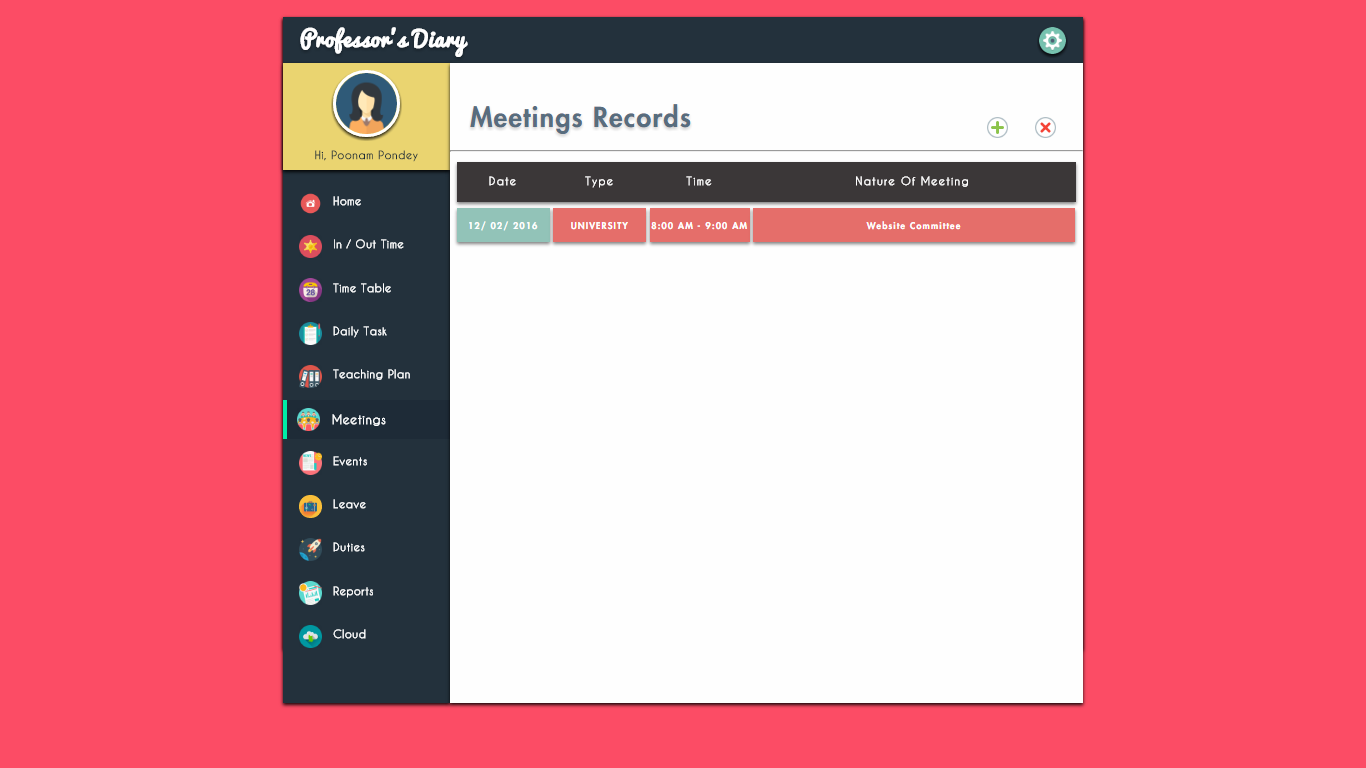 Professor's Diary
Hi, Poonam Pondey
Home
In / Out Time
Time Table
28
Daily Task
Teaching Plan
Meetings
Events
Leave
Duties
Reports
Cloud
Meetings Records
Date Type Time Nature Of Meeting
12/ 02/ 2016 UNIVERSITY 8:00 AM - 9:00 AM Website Committee